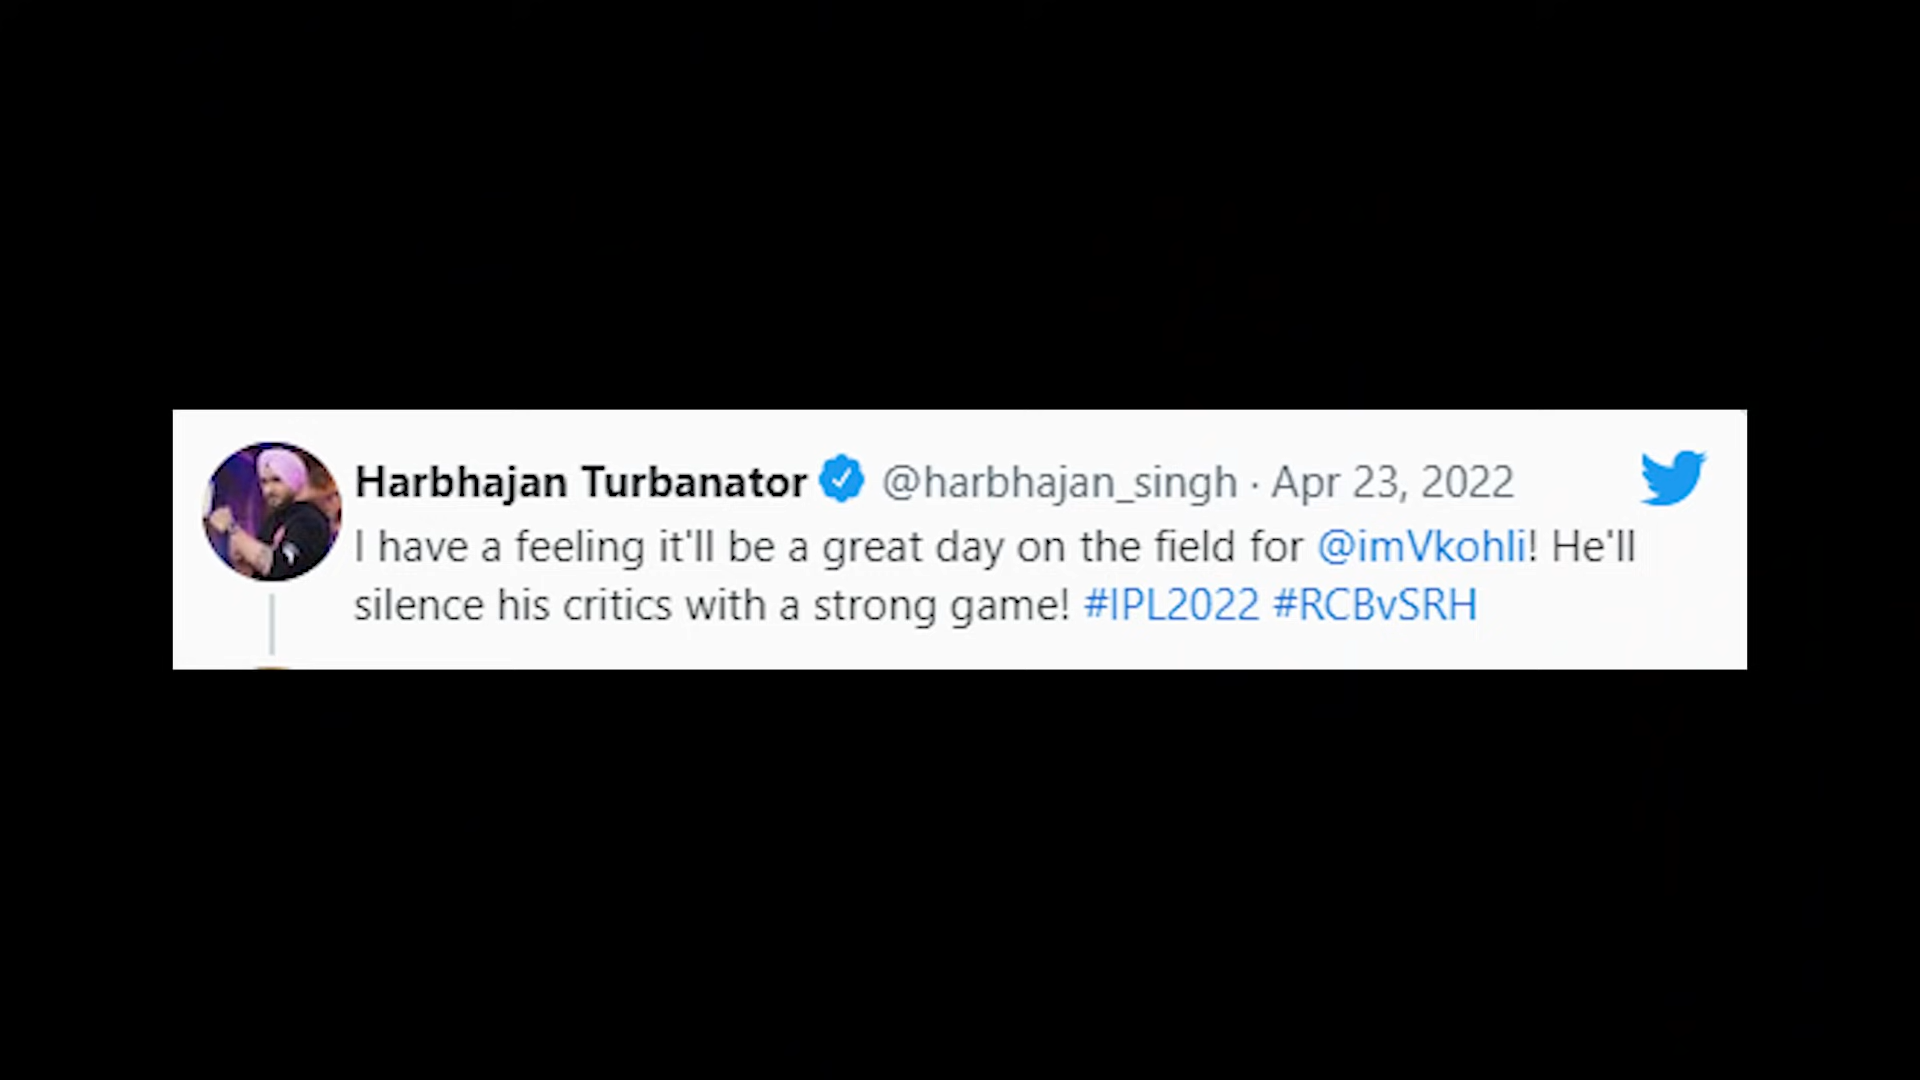 Harbhajan Turbanator @harbhajan_singh · Apr 23, 2022
I have a feeling it'll be a great day on the field for @imVkohli! He'll
silence his critics with a strong game! #IPL2022 #RCBvSRH